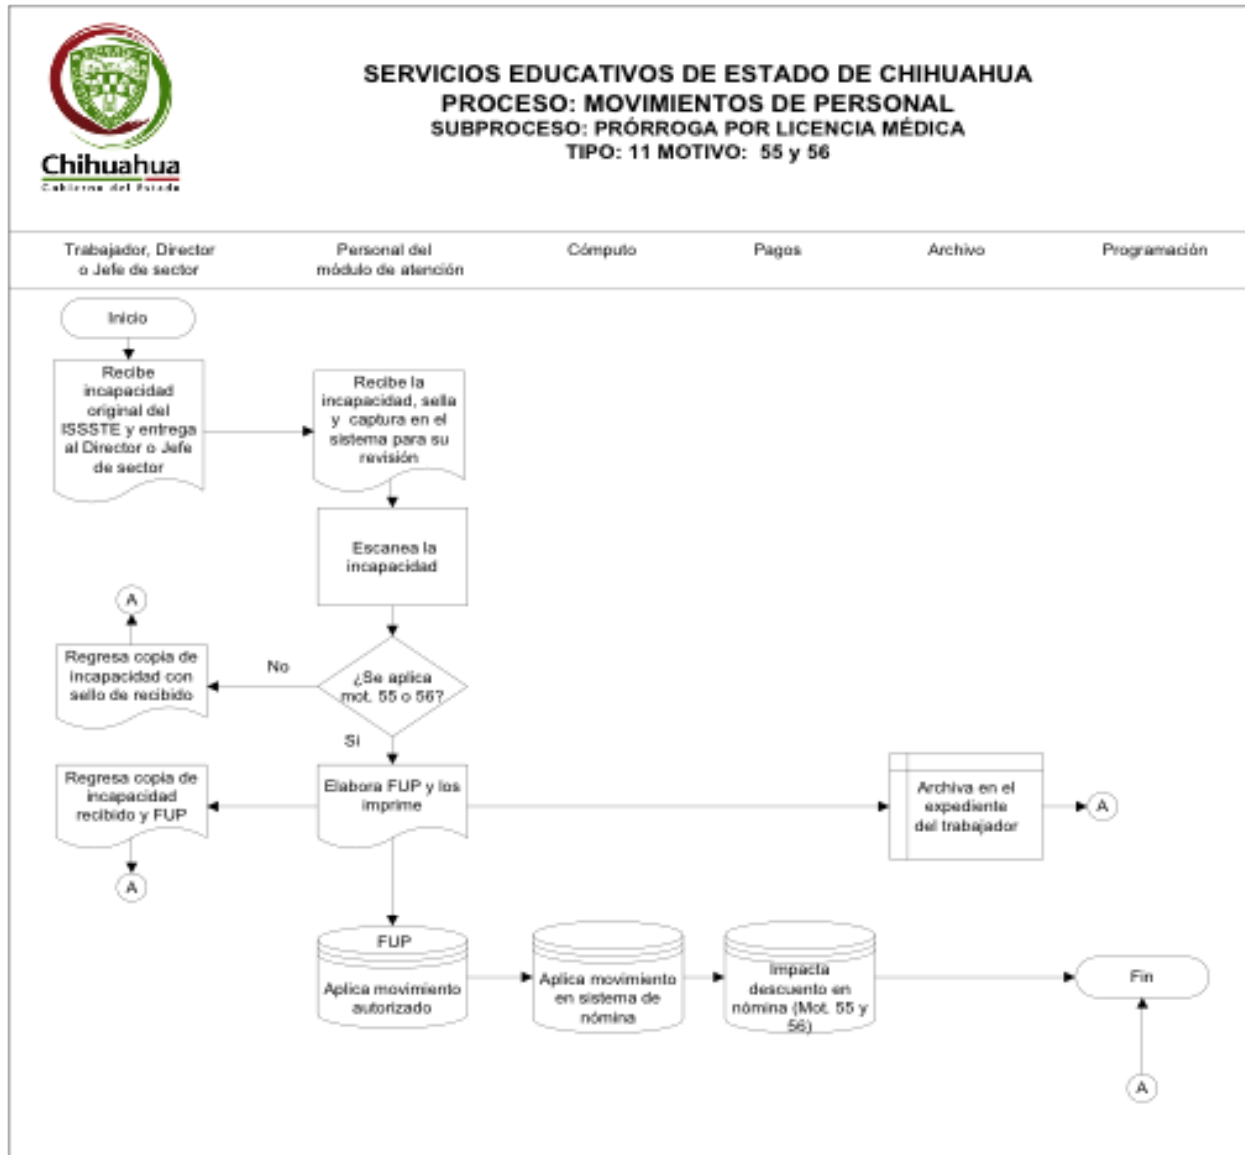 SERVICIOS EDUCATIVOS DE ESTADO DE CHIHUAHUA
PROCESO: MOVIMIENTOS DE PERSONAL
SUBPROCESO: PRÓRROGA POR LICENCIA MÉDICA
TIPO: 11 MOTIVO: 55 y 56
Chihuahua
Gobierno del Estado
Trabajador, Director
o Jefe de sector
Personal del
módulo de atención
Cómputo
Pagos
Archivo
Programación
Inicio
Recibe
incapacidad
original del
ISSSTE y entrega
al Director o Jefe
de sector
Recibe la
incapacidad, sella
y captura en el
sistema para su
revisión
Escanea la
incapacidad
A
Regresa copia de
incapacidad con
sello de recibido
No
¿Se aplica
mot. 55 o 56?
Si
Regresa copia de
incapacidad
recibido y FUP
Elabora FUP y los
imprime
Archiva en el
expediente
del trabajador
A
A
FUP
Aplica movimiento
autorizado
Aplica movimiento
en sistema de
nómina
Impacta
descuento en
nómina (Mot. 55 y
56)
Fin
A